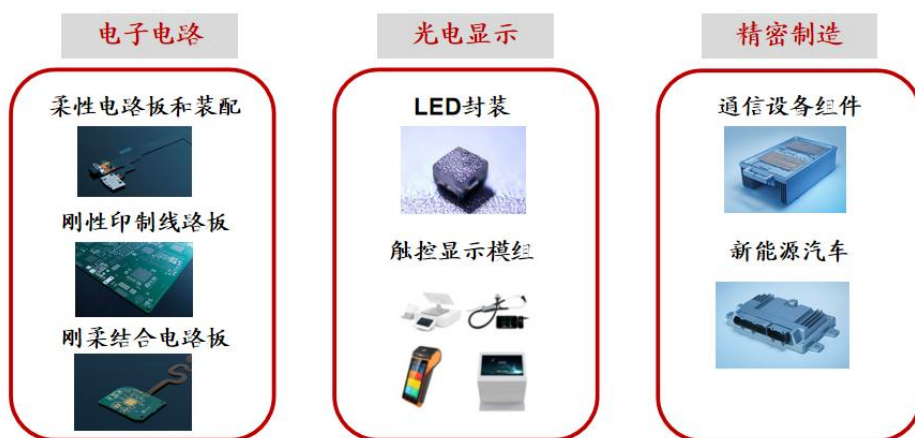 电子电路
柔性电路板和装配
刚性印制线路板
刚柔结合电路板
光电显示
LED封装
触控显示模组
精密制造
通信设备组件
新能源汽车